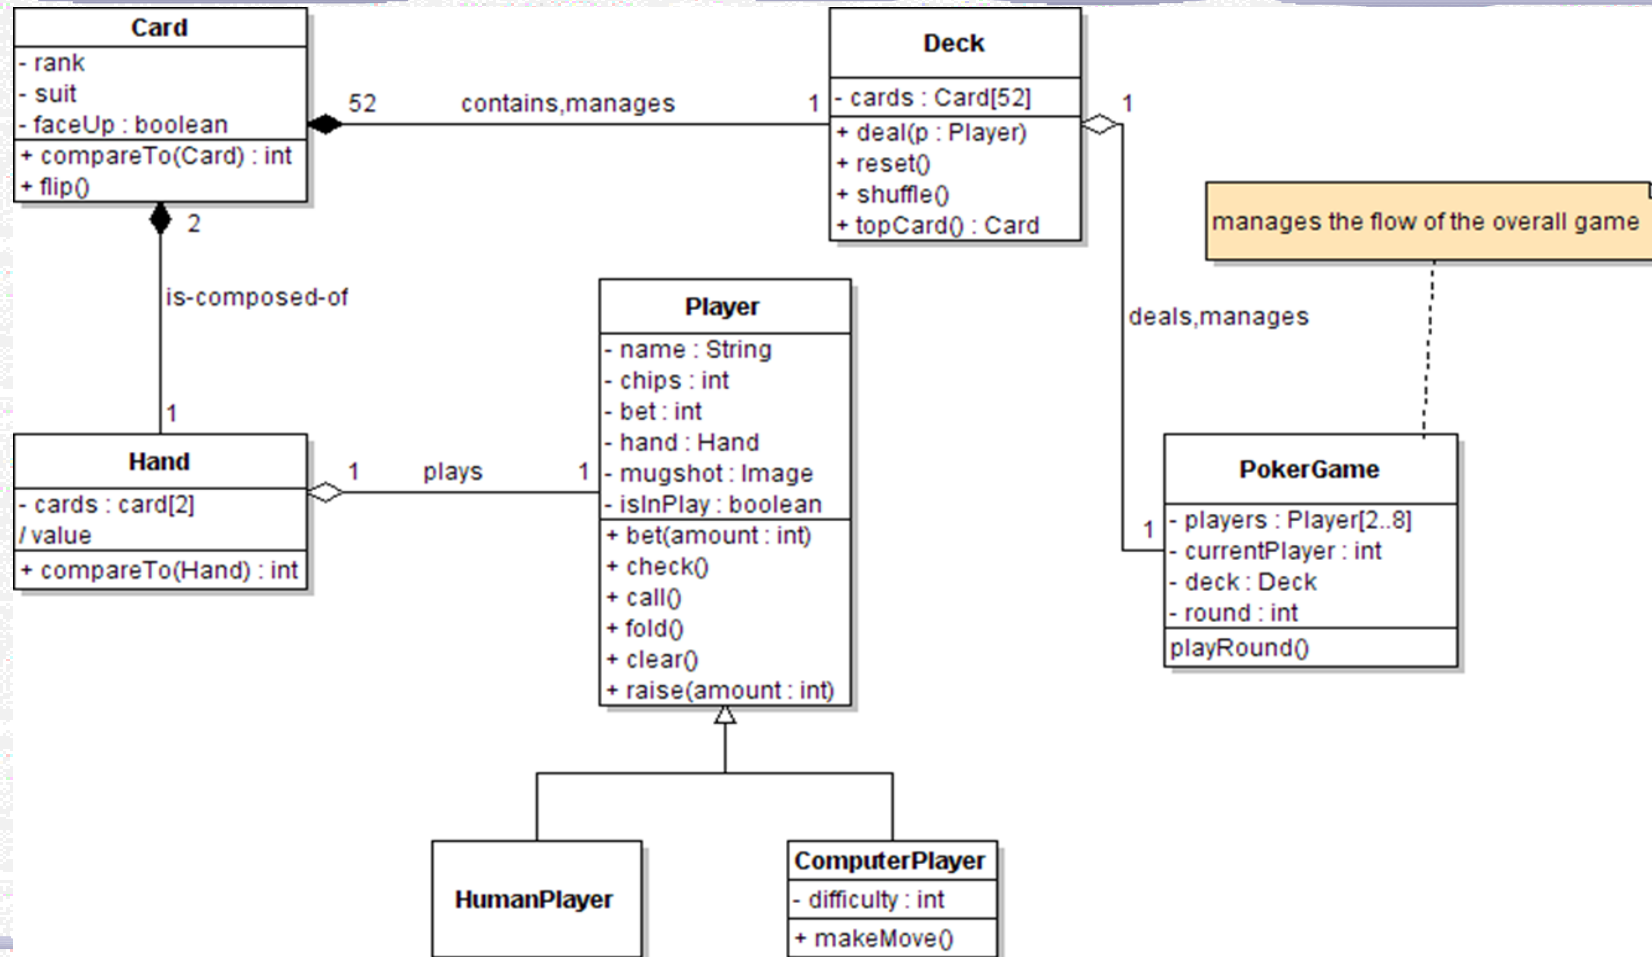 Card
- rank
- suit
- faceUp : boolean
+ compareTo(Card) : int
+ flip()
52
contains,manages
1
Deck
- cards : Card[52]
+ deal(p : Player)
+ reset()
+ shuffle()
+ topCard() : Card
1
manages the flow of the overall game
2
is-composed-of
1
deals,manages
Player
- name : String
- chips : int
- bet : int
- hand : Hand
- mugshot : Image
- isInPlay : boolean
+ bet(amount : int)
+ check()
+ call()
+ fold()
+ clear()
+ raise(amount : int)
Hand
- cards : card[2]
/ value
+ compareTo(Hand) : int
1
plays
1
PokerGame
- players : Player[2..8]
- currentPlayer : int
- deck : Deck
- round : int
playRound()
1
HumanPlayer
ComputerPlayer
- difficulty : int
+ makeMove()